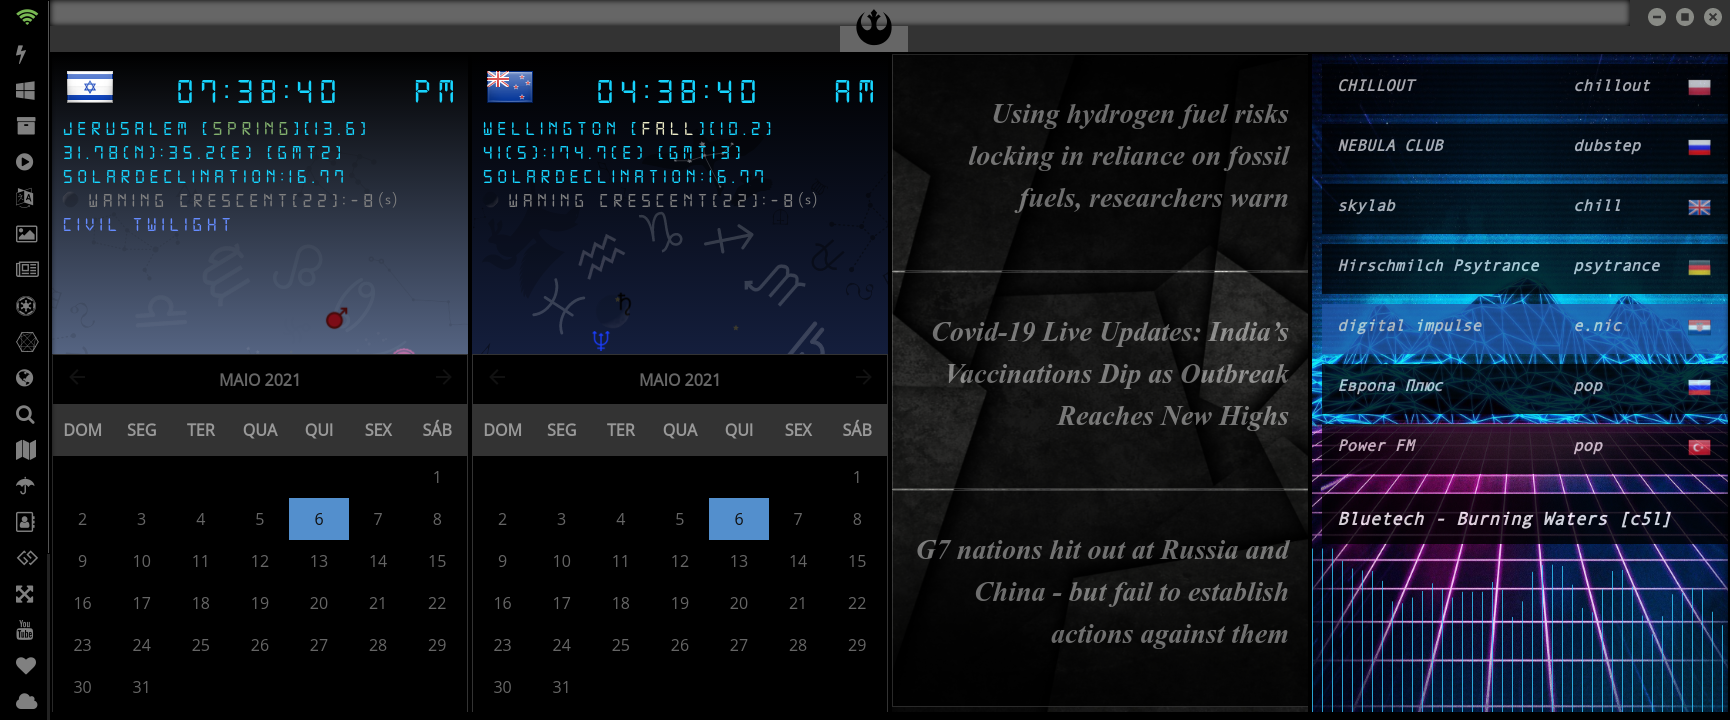 07:38:40 PM
JERUSALEM [SPRING][13.6]
31.78(N):35.2(E) [GMT2]
SOLARDECLINATION:16.77
WANING CRESCENT[22]:-8(s)
CIVIL TWILIGHT
MAIO 2021
DOM SEG TER QUA QUI SEX SÁB
1
2 3 4 5 6 7 8
9 10 11 12 13 14 15
16 17 18 19 20 21 22
23 24 25 26 27 28 29
30 31
04:38:40 AM
WELLINGTON [FALL][10.2]
41(S):174.7(E) [GMT13]
SOLARDECLINATION:16.77
WANING CRESCENT[22]:-8(s)
MAIO 2021
DOM SEG TER QUA QUI SEX SÁB
1
2 3 4 5 6 7 8
9 10 11 12 13 14 15
16 17 18 19 20 21 22
23 24 25 26 27 28 29
30 31
Using hydrogen fuel risks
locking in reliance on fossil
fuels, researchers warn
Covid-19 Live Updates: India’s
Vaccinations Dip as Outbreak
Reaches New Highs
G7 nations hit out at Russia and
China - but fail to establish
actions against them
CHILLOUT chillout
NEBULA CLUB dubstep
skylab chill
Hirschmilch Psytrance psytrance
digital impulse e.nic
Европа Плюс pop
Power FM pop
Bluetech - Burning Waters [c5l]
You
Tube